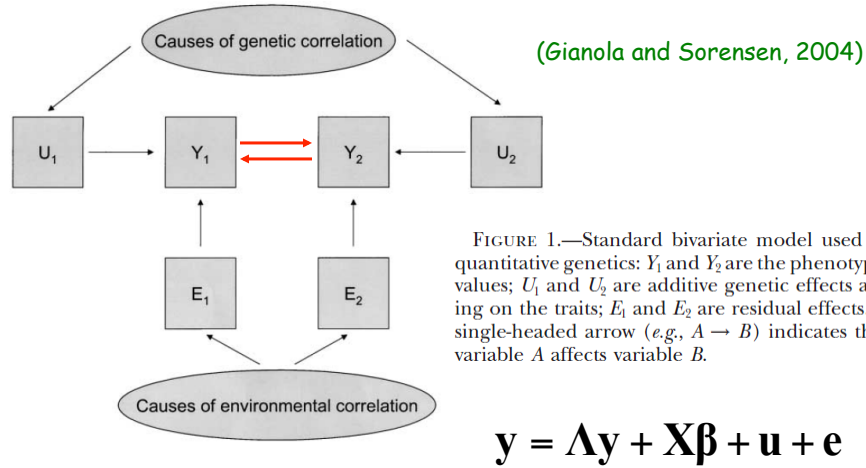 Causes of genetic correlation
(Gianola and Sorensen, 2004)
U₁
Y₁
Y₂
U₂
E₁
E₂
FIGURE 1.—Standard bivariate model used
quantitative genetics: Y₁ and Y₂ are the phenotyp
values; U₁ and U₂ are additive genetic effects a
ing on the traits; E₁ and E₂ are residual effects
single-headed arrow (e.g., A → B) indicates th
variable A affects variable B.
Causes of environmental correlation
y = Λy + Xβ + u + e